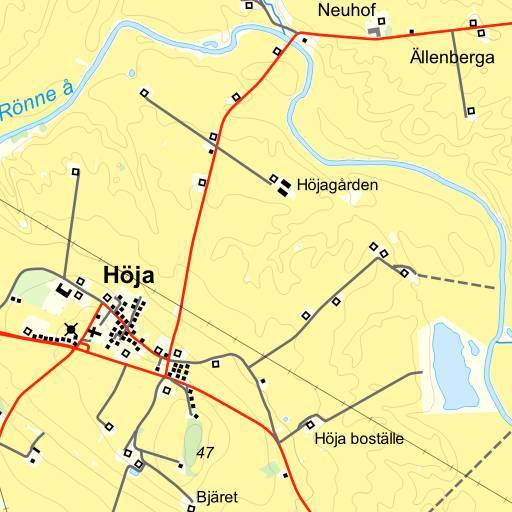 Neuhof
Ällenberga
Rönne å
Höjagården
Höja
Höja boställe
47
Bjäret